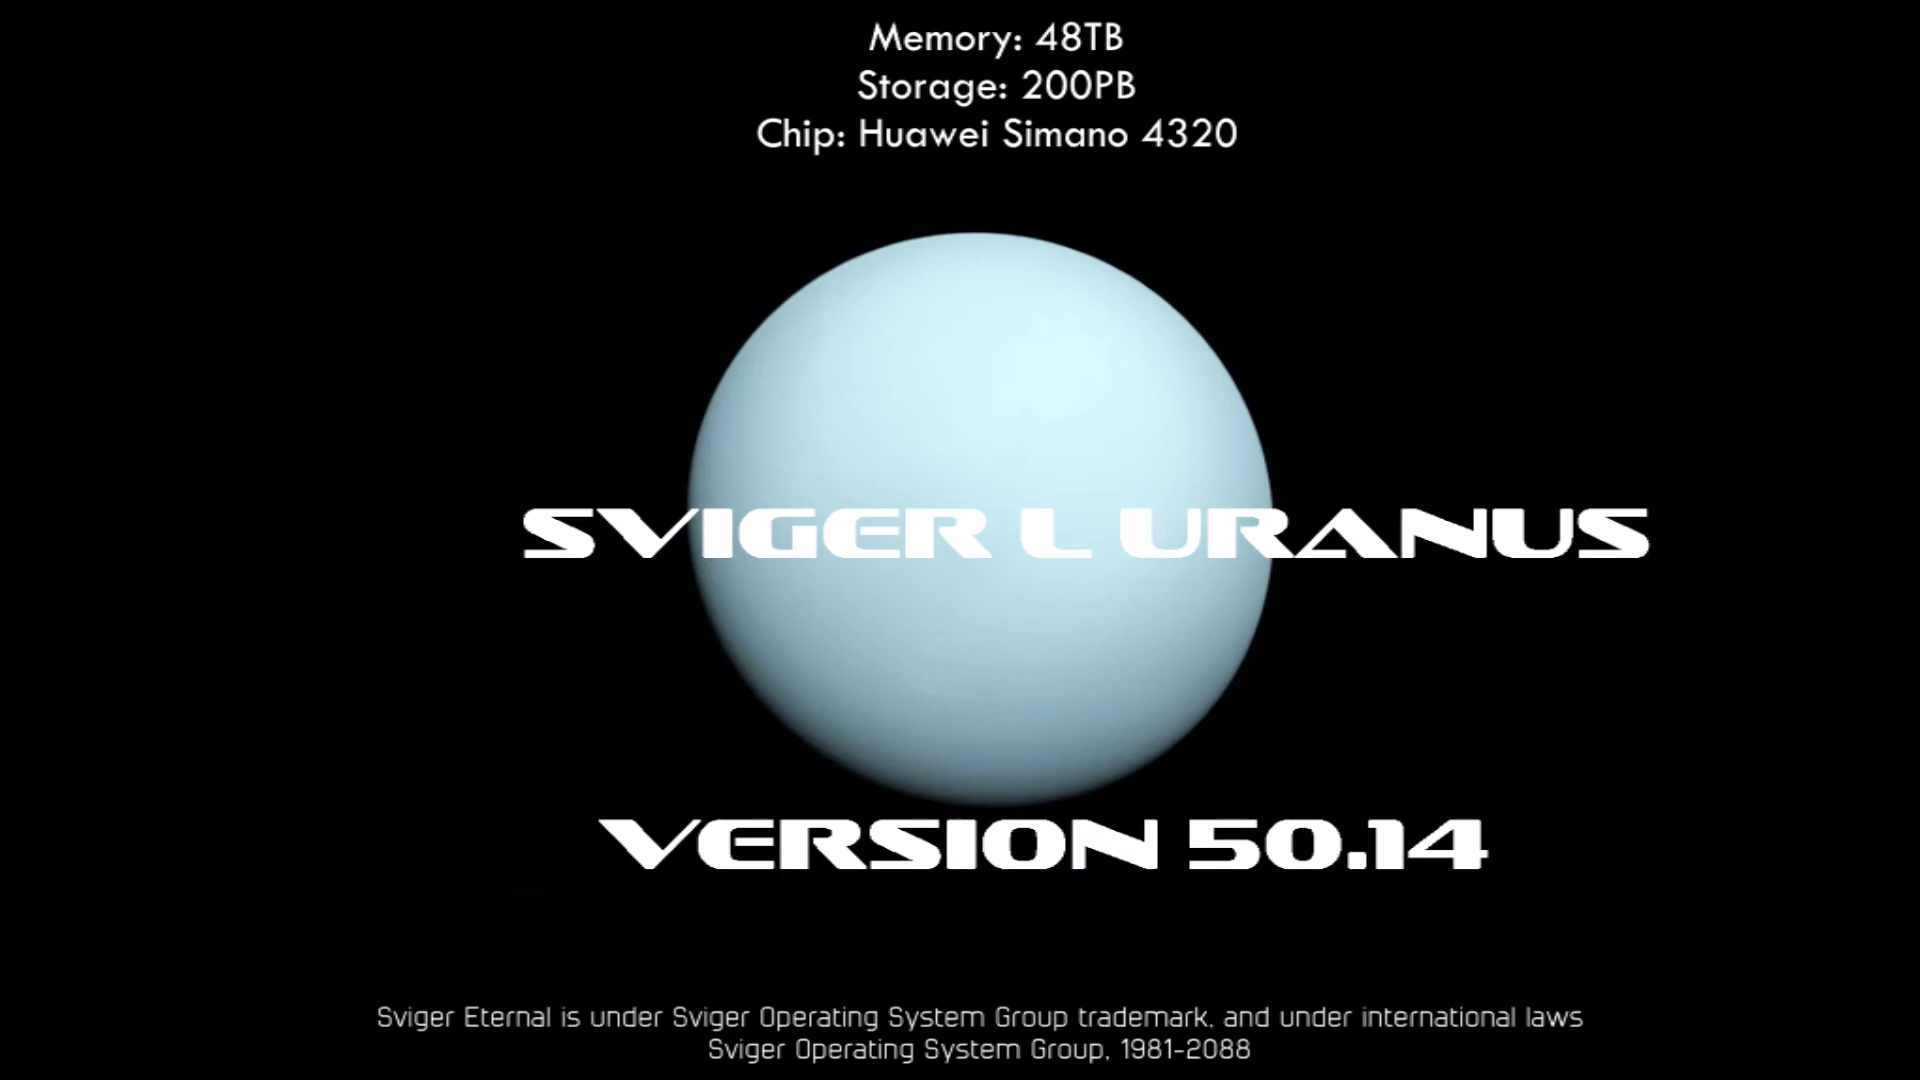 Memory: 48TB
Storage: 200PB
Chip: Huawei Simano 4320
SVIGER L URANUS
VERSION 50.14
Sviger Eternal is under Sviger Operating System Group trademark, and under international laws
Sviger Operating System Group, 1981-2088